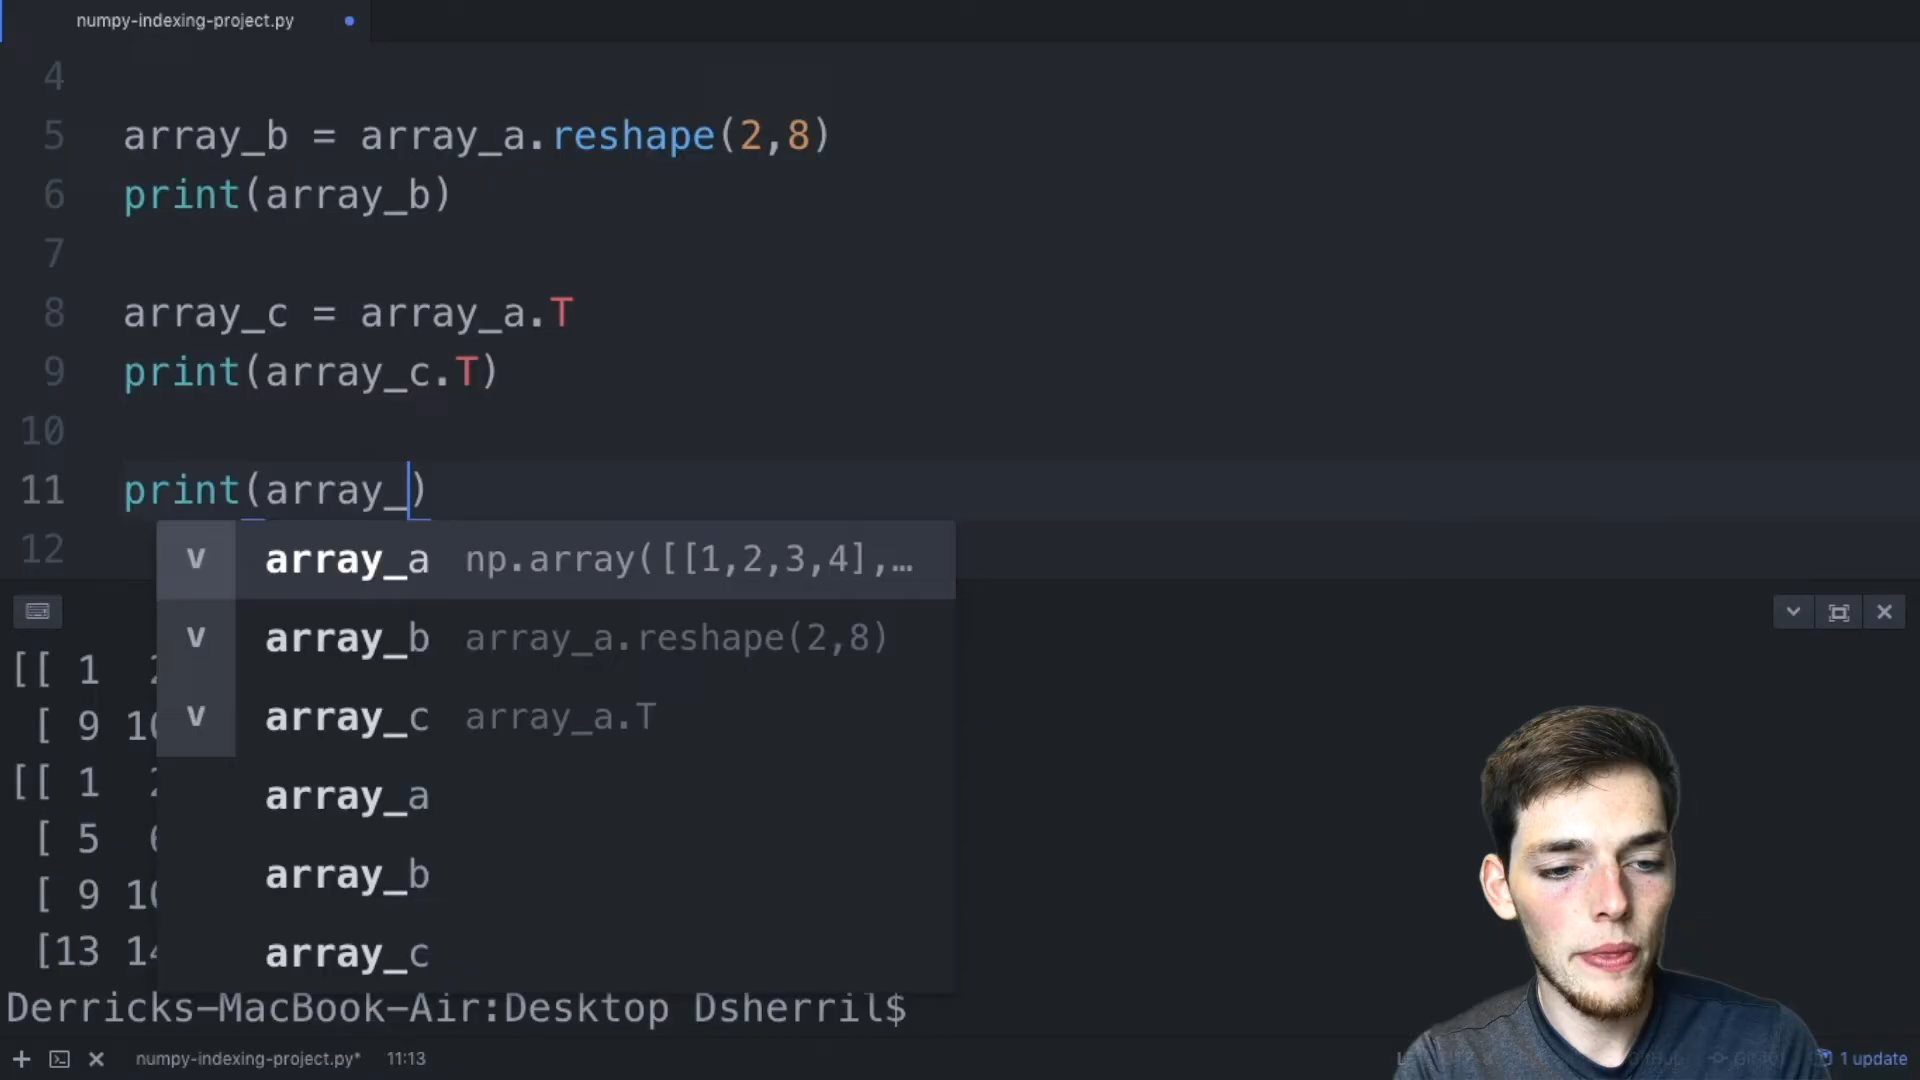 numpy-indexing-project.py
4
5 array_b = array_a.reshape(2,8)
6 print(array_b)
7
8 array_c = array_a.T
9 print(array_c.T)
10
11 print(array_)
12
v array_a np.array([[1,2,3,4],…
v array_b array_a.reshape(2,8)
v array_c array_a.T
array_a
array_b
array_c
[[ 1
[ 9 10
[[ 1
[ 5
[ 9 10
[13 14
Derricks-MacBook-Air:Desktop Dsherril$
numpy-indexing-project.py* 11:13
1 update